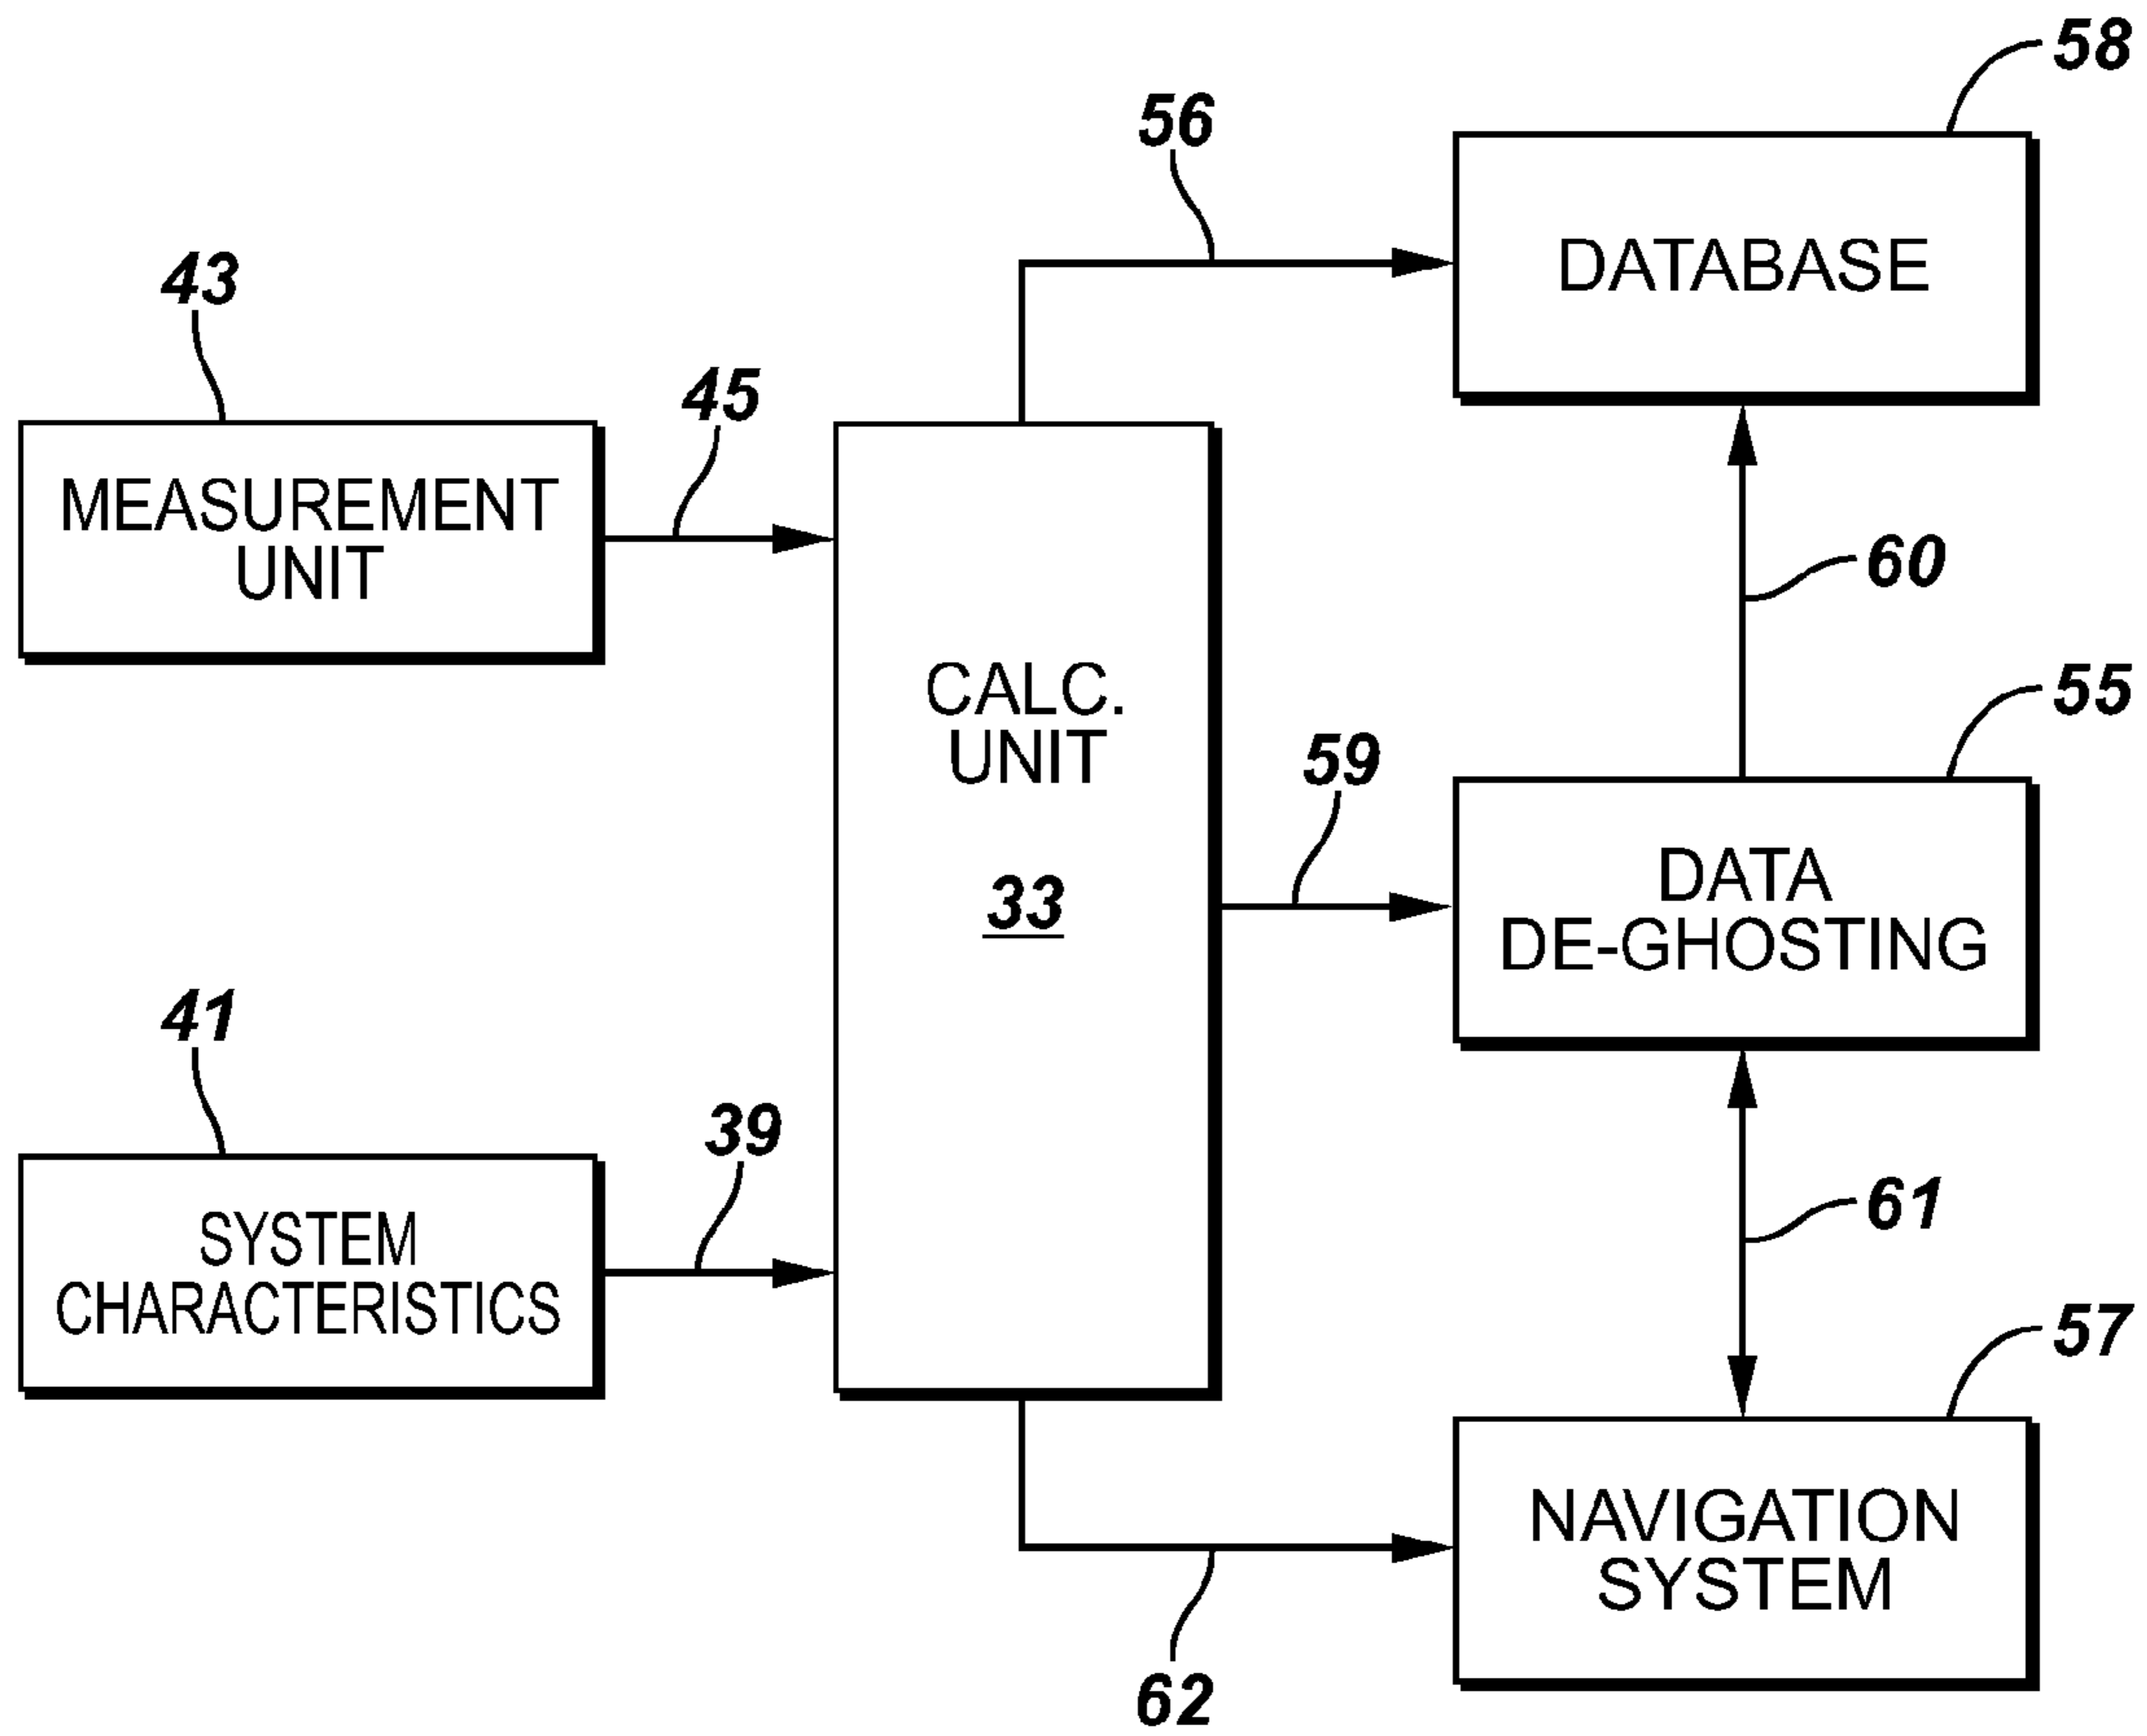 58
56
DATABASE
43
45
MEASUREMENT
UNIT
60
CALC.
UNIT
33
55
59
DATA
DE-GHOSTING
41
39
SYSTEM
CHARACTERISTICS
61
57
NAVIGATION
SYSTEM
62